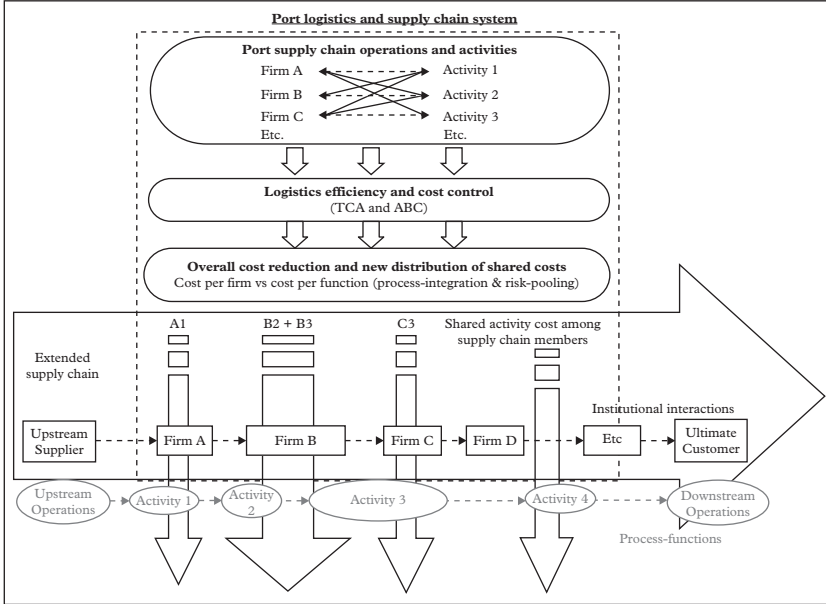 Port logistics and supply chain system
Port supply chain operations and activities
Firm A
Activity 1
Firm B
Activity 2
Firm C
Activity 3
Etc.
Etc.
Logistics efficiency and cost control
(TCA and ABC)
Overall cost reduction and new distribution of shared costs
Cost per firm vs cost per function (process-integration & risk-pooling)
A1
B2 + B3
C3
Shared activity cost among
supply chain members
Extended
supply chain
Institutional interactions
Upstream
Supplier
Firm A
Firm B
Firm C
Firm D
Etc
Ultimate
Customer
Upstream
Operations
Activity 1
Activity
2
Activity 3
Activity 4
Downstream
Operations
Process-functions